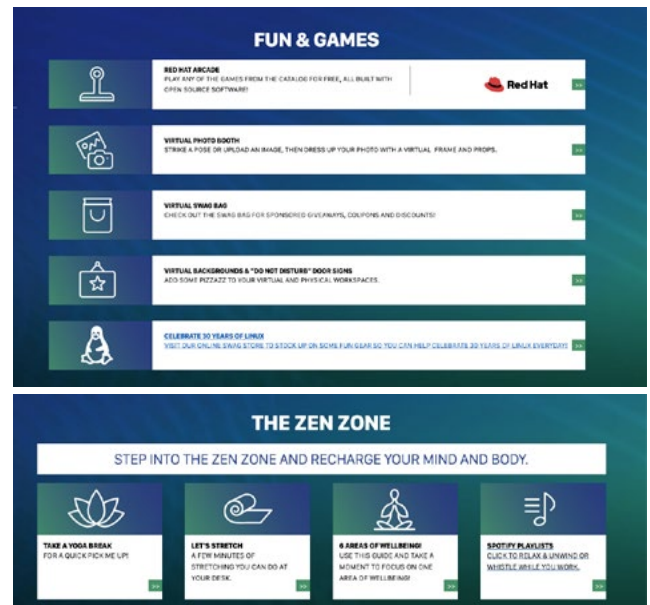 FUN & GAMES
RED HAT ARCADE
PLAY ANY OF THE GAMES FROM THE CATALOG FOR FREE, ALL BUILT WITH
OPEN SOURCE SOFTWARE!
Red Hat
>>
VIRTUAL PHOTO BOOTH
STRIKE A POSE OR UPLOAD AN IMAGE, THEN DRESS UP YOUR PHOTO WITH A VIRTUAL FRAME AND PROPS.
>>
VIRTUAL SWAG BAG
CHECK OUT THE SWAG BAG FOR SPONSORED GIVEAWAYS, COUPONS AND DISCOUNTS!
>>
VIRTUAL BACKGROUNDS & "DO NOT DISTURB" DOOR SIGNS
ADD SOME PIZZAZZ TO YOUR VIRTUAL AND PHYSICAL WORKSPACES.
>>
CELEBRATE 30 YEARS OF LINUX
VISIT OUR ONLINE SWAG STORE TO STOCK UP ON SOME FUN GEAR SO YOU CAN HELP CELEBRATE 30 YEARS OF LINUX EVERYDAY!
>>
THE ZEN ZONE
STEP INTO THE ZEN ZONE AND RECHARGE YOUR MIND AND BODY.
TAKE A YOGA BREAK
FOR A QUICK PICK ME UP!
>>
LET'S STRETCH
A FEW MINUTES OF
STRETCHING YOU CAN DO AT
YOUR DESK.
>>
6 AREAS OF WELLBEING!
USE THIS GUIDE AND TAKE A
MOMENT TO FOCUS ON ONE
AREA OF WELLBEING!
>>
SPOTIFY PLAYLISTS
CLICK TO RELAX & UNWIND OR
WHISTLE WHILE YOU WORK.
>>